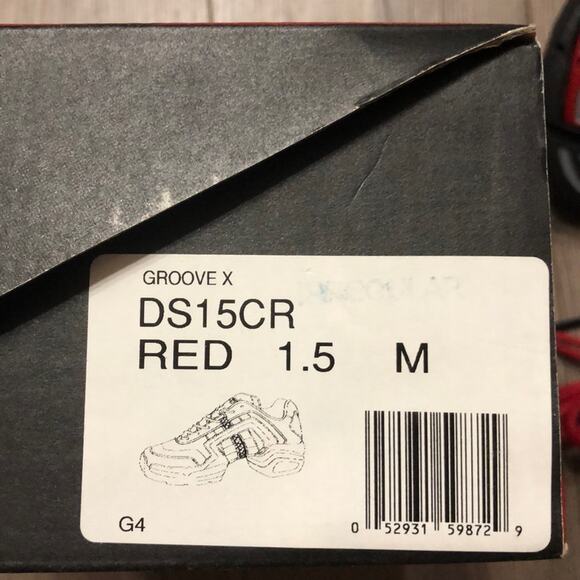 GROOVE X
DS15CR
RED 1.5 M
G4
0 52931 59872 9